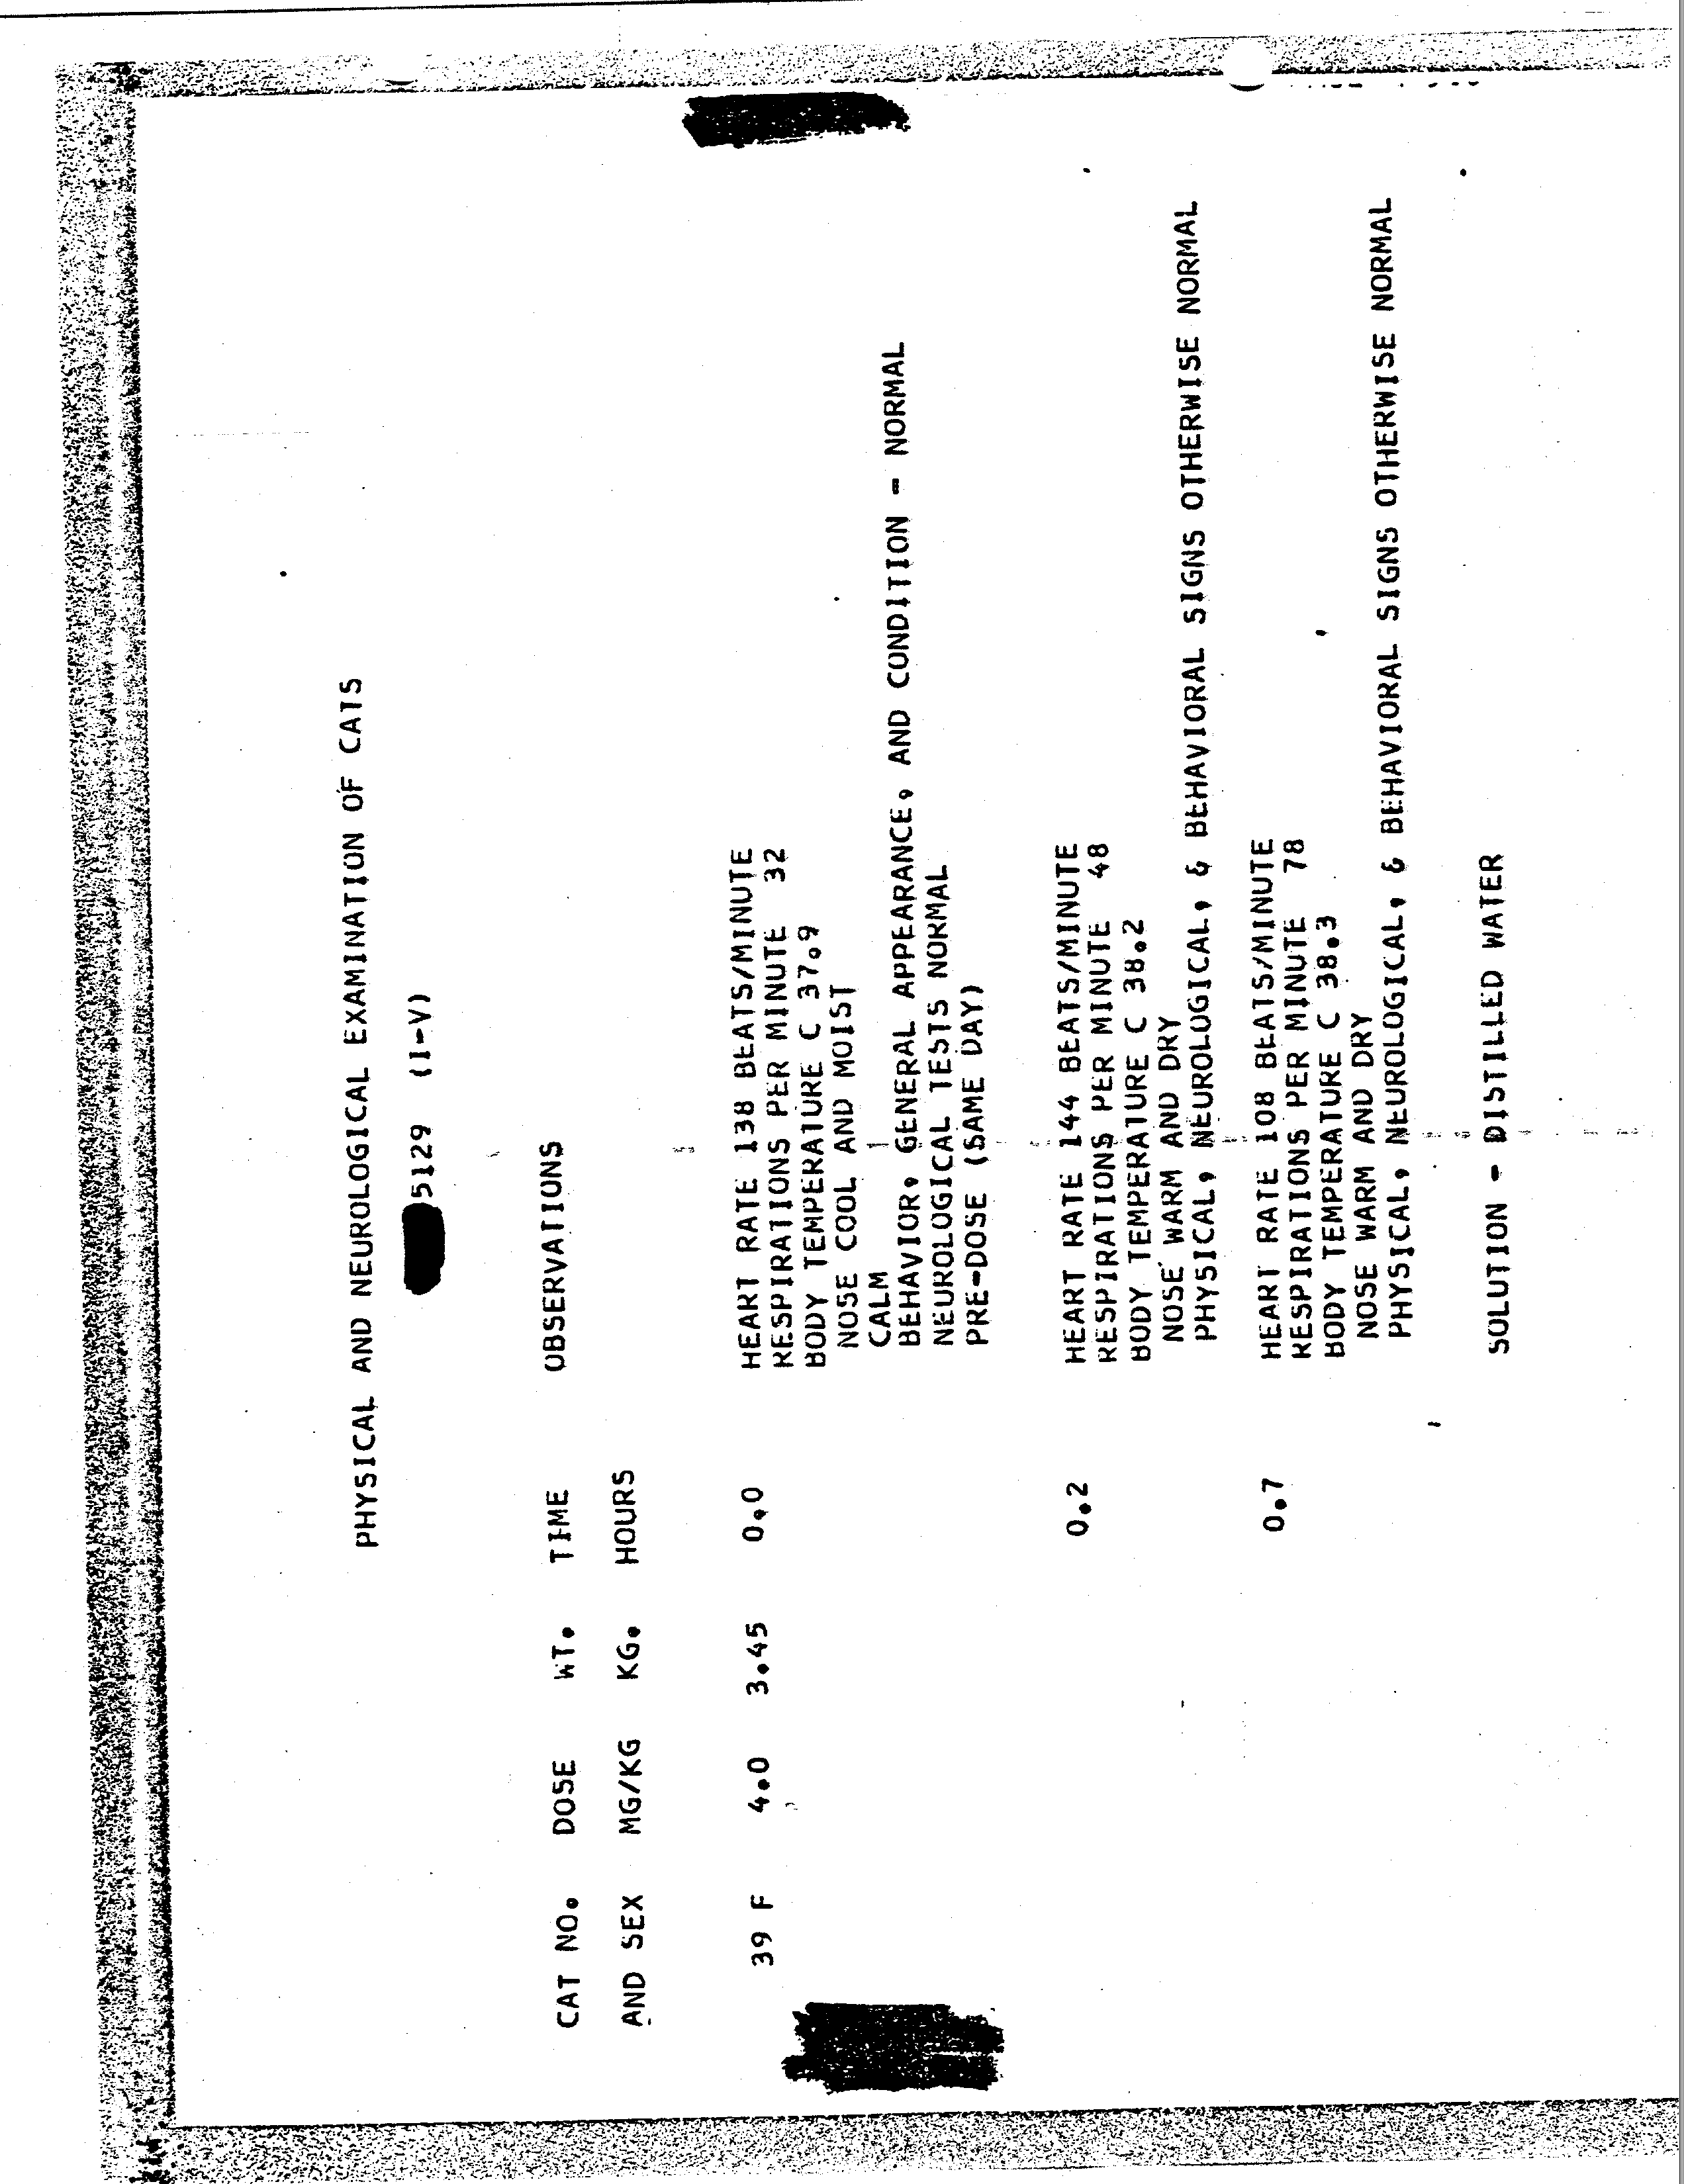 PHYSICAL AND NEUROLOGICAL EXAMINATION OF CATS
5129 (I-V)
CAT NO. DOSE WT. TIME OBSERVATIONS
AND SEX MG/KG KG. HOURS
39 F 4.0 3.45 0.0 HEART RATE 138 BEATS/MINUTE
RESPIRATIONS PER MINUTE 32
BODY TEMPERATURE C 37.9
NOSE COOL AND MOIST
CALM
BEHAVIOR, GENERAL APPEARANCE, AND CONDITION - NORMAL
NEUROLOGICAL TESTS NORMAL
PRE-DOSE (SAME DAY)
0.2 HEART RATE 144 BEATS/MINUTE
RESPIRATIONS PER MINUTE 48
BODY TEMPERATURE C 38.2
NOSE WARM AND DRY
PHYSICAL, NEUROLOGICAL, & BEHAVIORAL SIGNS OTHERWISE NORMAL
0.7 HEART RATE 108 BEATS/MINUTE
RESPIRATIONS PER MINUTE 78
BODY TEMPERATURE C 38.3
NOSE WARM AND DRY
PHYSICAL, NEUROLOGICAL, & BEHAVIORAL SIGNS OTHERWISE NORMAL
SOLUTION - DISTILLED WATER